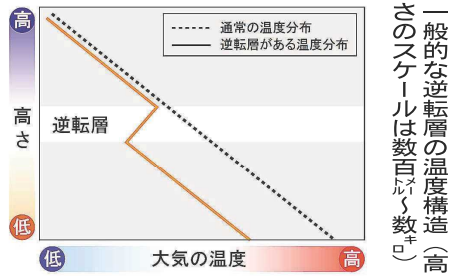 一般的な逆転層の温度構造（高
さのスケールは数百メートル〜数キロ）
高
通常の温度分布
逆転層がある温度分布
高さ
逆転層
低
低
大気の温度
高